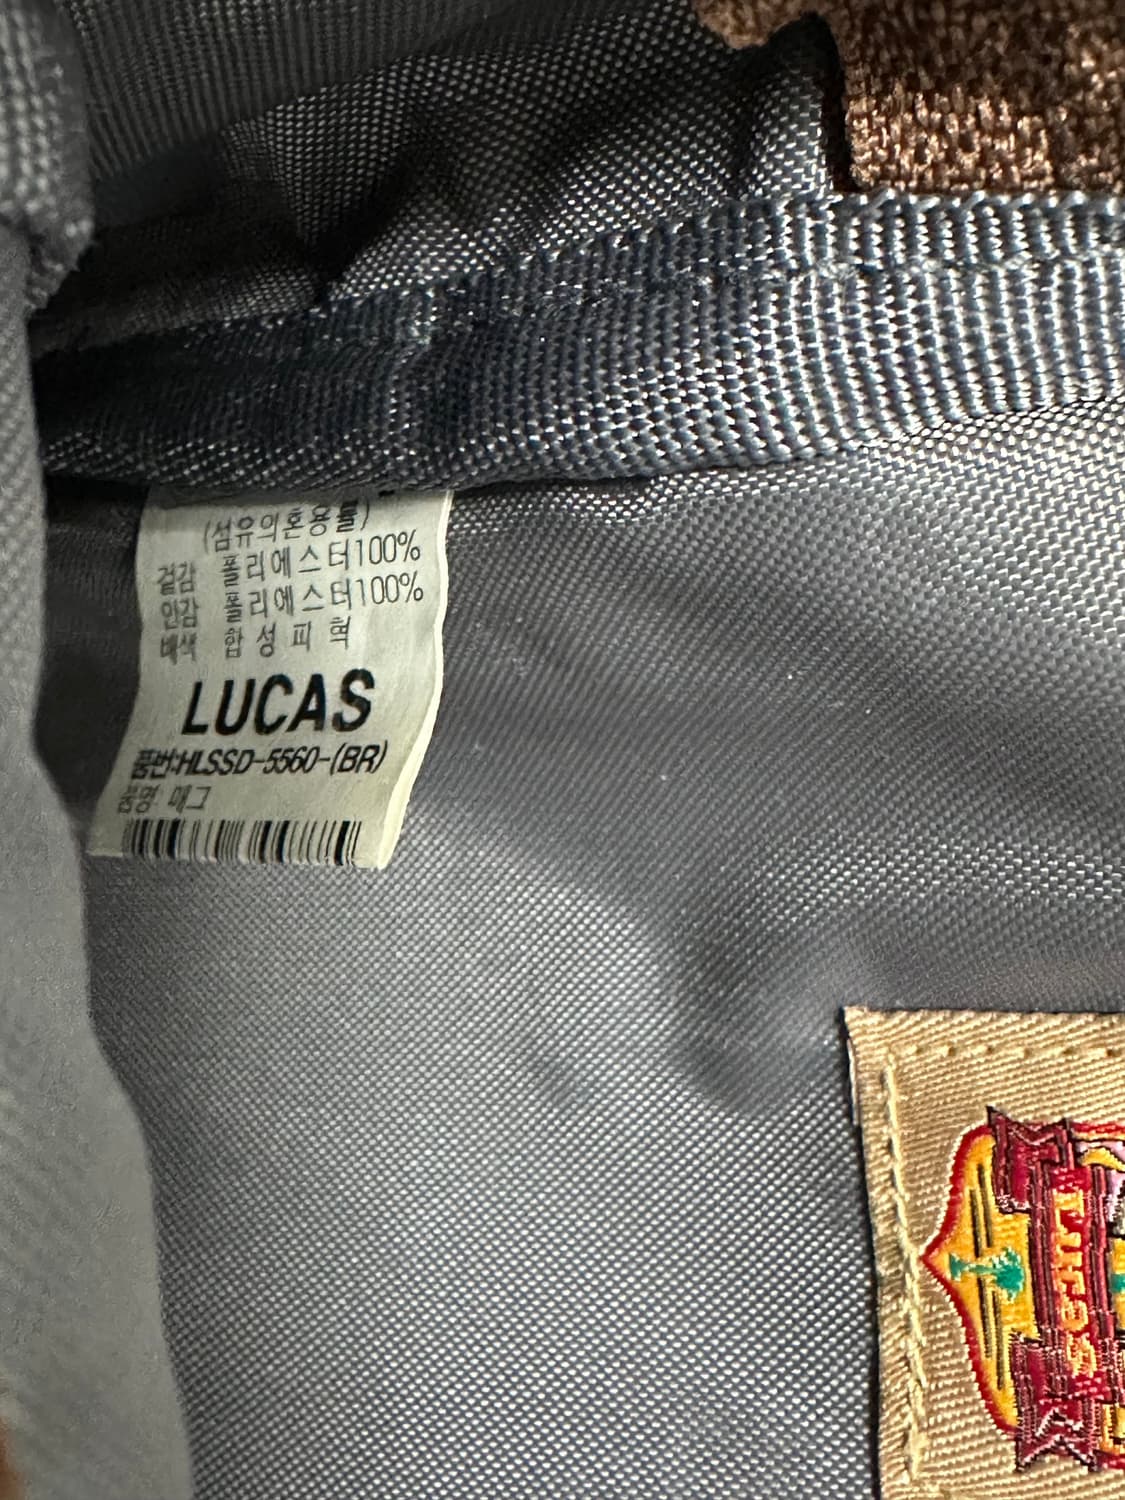 (섬유의혼용률)
겉감 폴리에스터100%
안감 폴리에스터100%
배색 합성피혁
LUCAS
품번:HLSSD-5560-(BR)
품명 매그